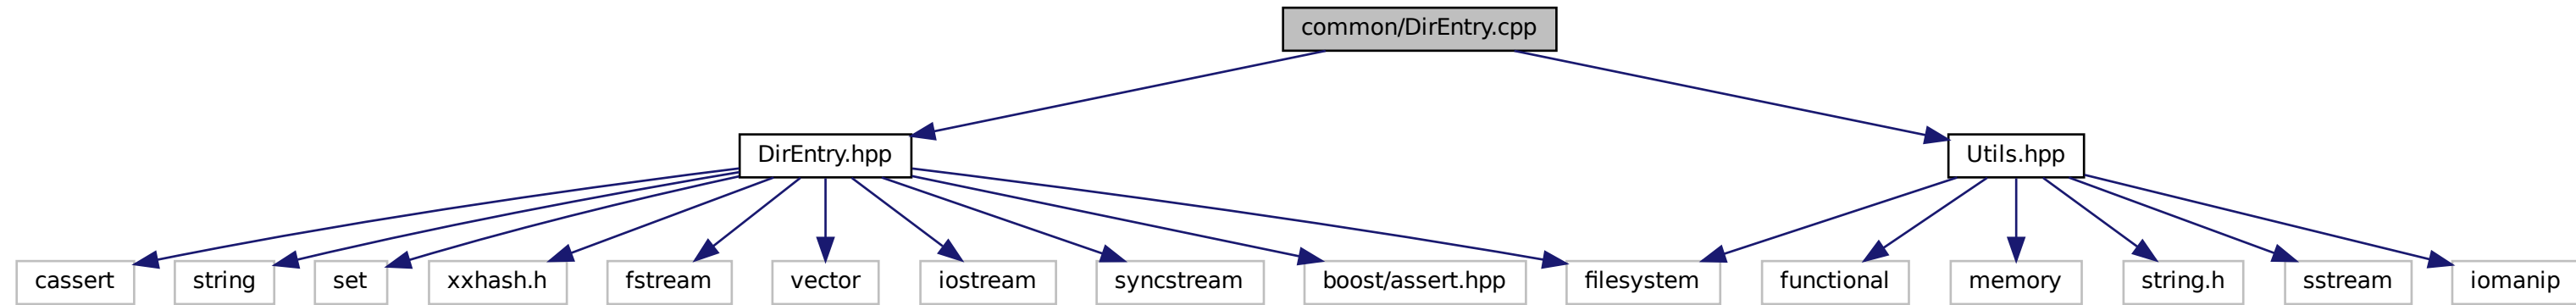 common/DirEntry.cpp
DirEntry.hpp
Utils.hpp
cassert
string
set
xxhash.h
fstream
vector
iostream
syncstream
boost/assert.hpp
filesystem
functional
memory
string.h
sstream
iomanip